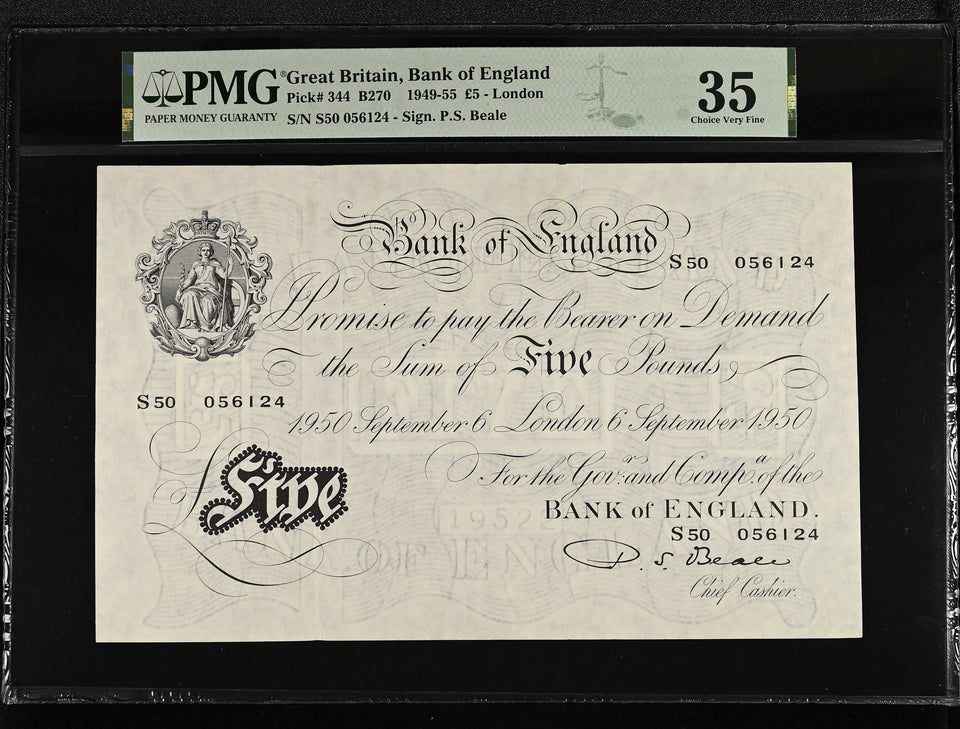 PMG®
PAPER MONEY GUARANTY
Great Britain, Bank of England
Pick# 344 B270 1949-55 £5 - London
S/N S50 056124 - Sign. P.S. Beale
35
Choice Very Fine
Bank of England
S50 056124
I Promise to pay the Bearer on Demand
the Sum of Five Pounds
S50 056124
1950 September 6 London 6 September 1950
For the Govr. and Compa. of the
BANK of ENGLAND.
£Five
S50 056124
P. S. Beale
Chief Cashier.